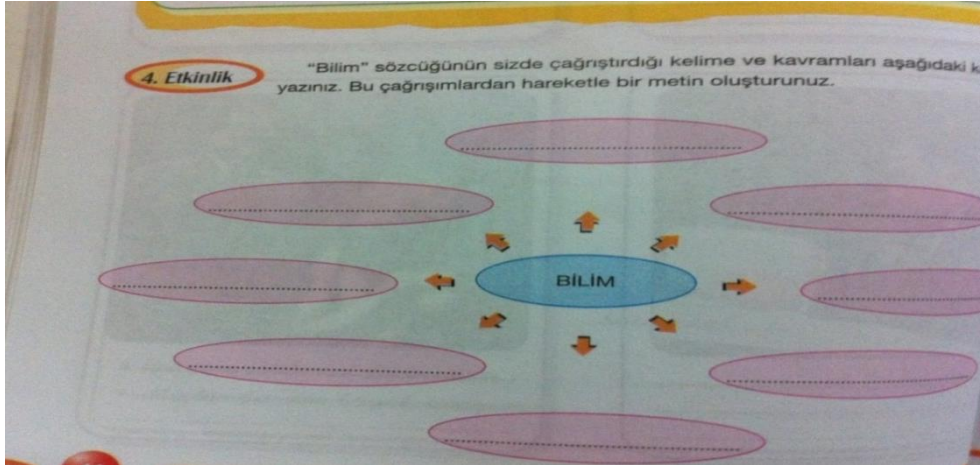 4. Etkinlik
“Bilim” sözcüğünün sizde çağrıştırdığı kelime ve kavramları aşağıdaki
yazınız. Bu çağrışımlardan hareketle bir metin oluşturunuz.
BİLİM